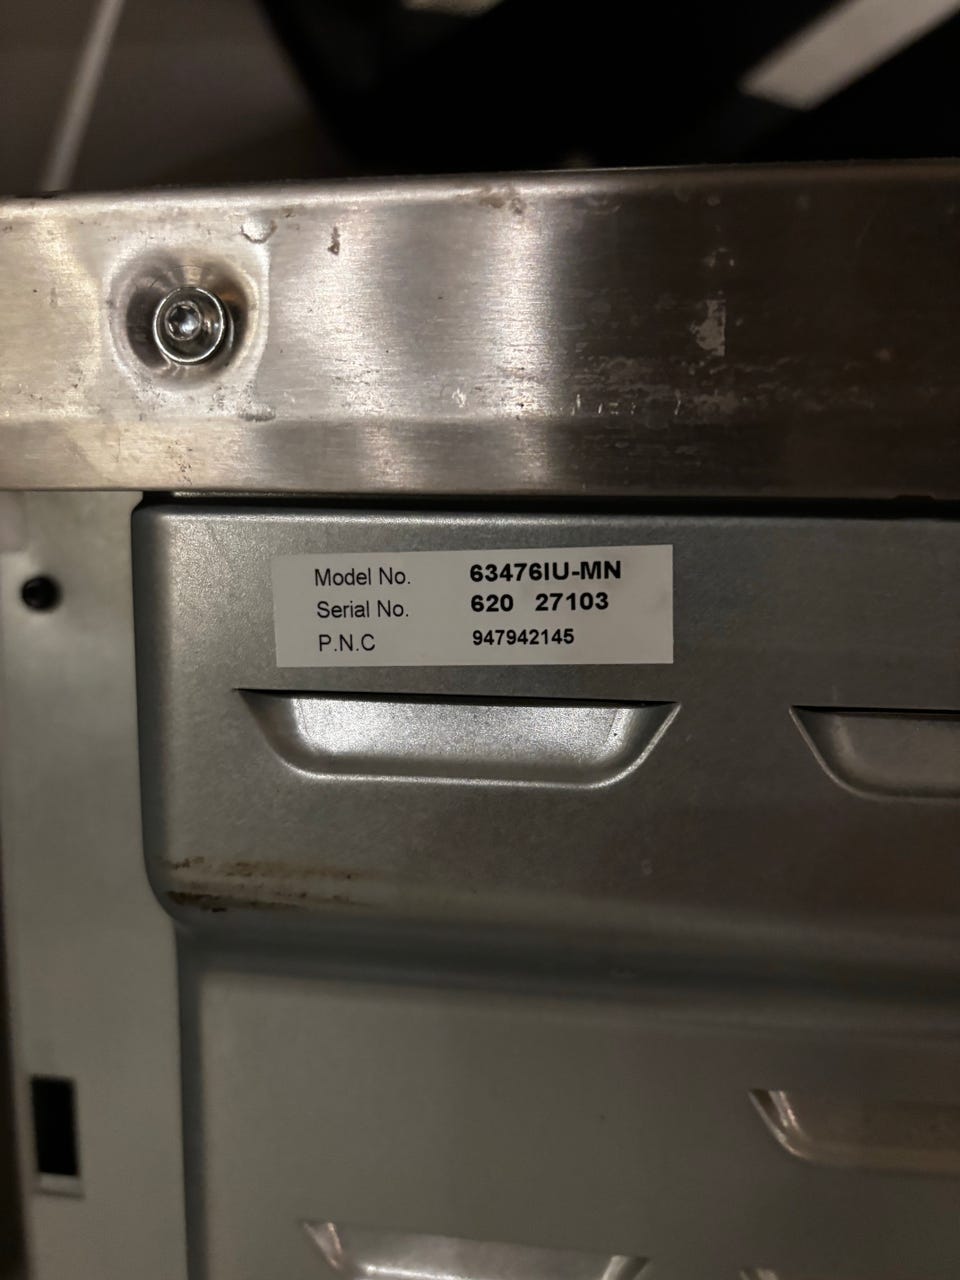 Model No. 63476IU-MN
Serial No. 620 27103
P.N.C 947942145